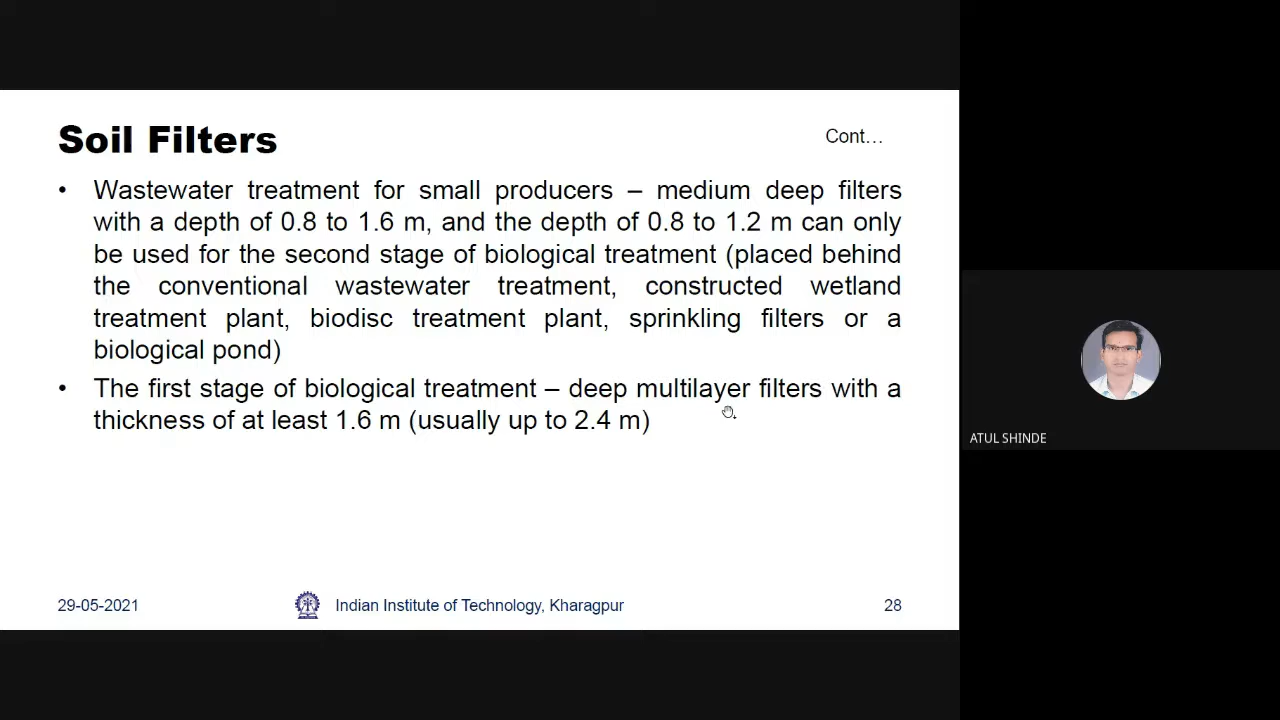 Soil Filters
Cont...
• Wastewater treatment for small producers – medium deep filters
with a depth of 0.8 to 1.6 m, and the depth of 0.8 to 1.2 m can only
be used for the second stage of biological treatment (placed behind
the conventional wastewater treatment, constructed wetland
treatment plant, biodisc treatment plant, sprinkling filters or a
biological pond)
• The first stage of biological treatment – deep multilayer filters with a
thickness of at least 1.6 m (usually up to 2.4 m)
29-05-2021
Indian Institute of Technology, Kharagpur
28
ATUL SHINDE